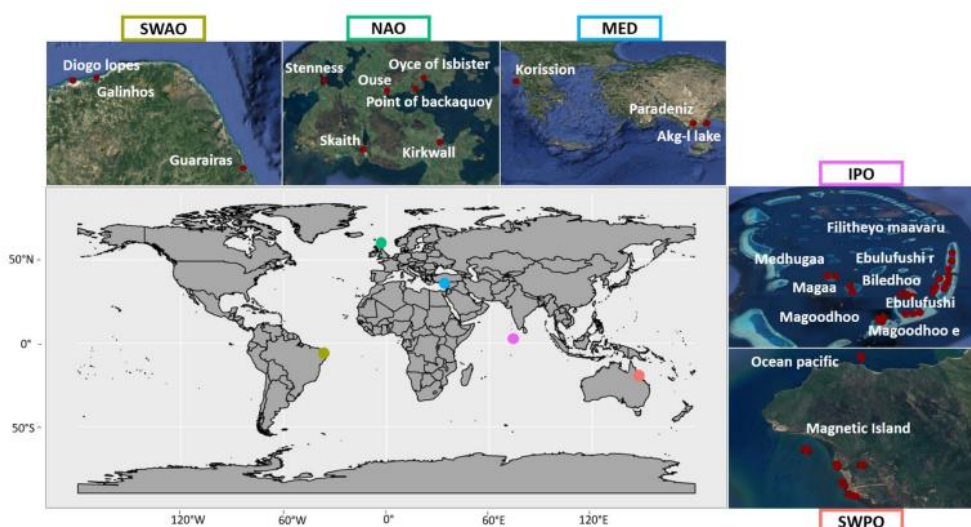 SWAO
NAO
MED
Diogo lopes
Galinhos
Guarairas
Stenness
Oyce of Isbister
Ouse
Point of backaquoy
Skaith
Kirkwall
Korission
Paradeniz
Akg-l lake
IPO
Filitheyo maavaru
Medhugaa
Ebulufushi r
Magaa
Biledhoo
Ebulufushi
Magoodhoo
Magoodhoo e
50°N
0°
50°S
120°W
60°W
0°
60°E
120°E
Ocean pacific
Magnetic Island
SWPO